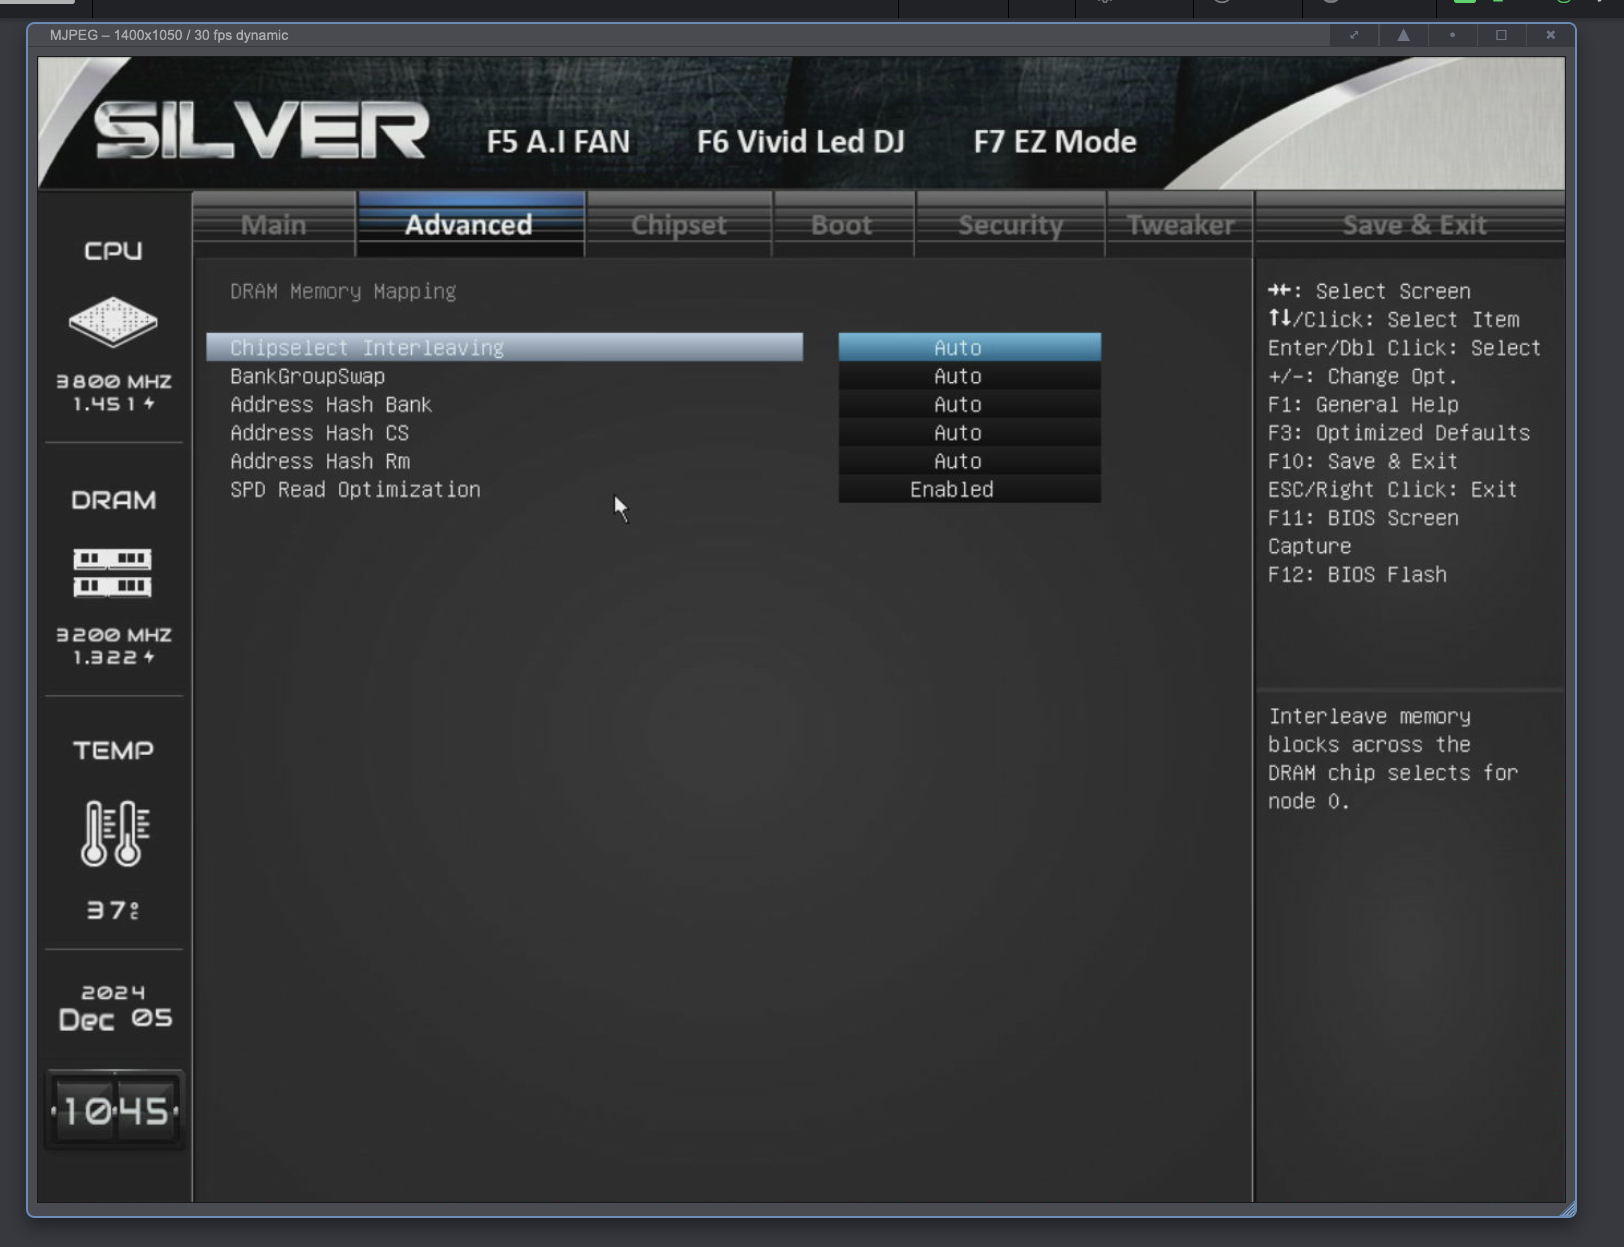 MJPEG – 1400x1050 / 30 fps dynamic
SILVER
F5 A.I FAN
F6 Vivid Led DJ
F7 EZ Mode
Main
Advanced
Chipset
Boot
Security
Tweaker
Save & Exit
CPU
3800 MHZ
1.451
DRAM
3200 MHZ
1.322
TEMP
37°C
2024
Dec 05
10:45
DRAM Memory Mapping
Chipselect Interleaving Auto
BankGroupSwap Auto
Address Hash Bank Auto
Address Hash CS Auto
Address Hash Rm Auto
SPD Read Optimization Enabled
→←: Select Screen
↑↓/Click: Select Item
Enter/Dbl Click: Select
+/-: Change Opt.
F1: General Help
F3: Optimized Defaults
F10: Save & Exit
ESC/Right Click: Exit
F11: BIOS Screen
Capture
F12: BIOS Flash
Interleave memory
blocks across the
DRAM chip selects for
node 0.